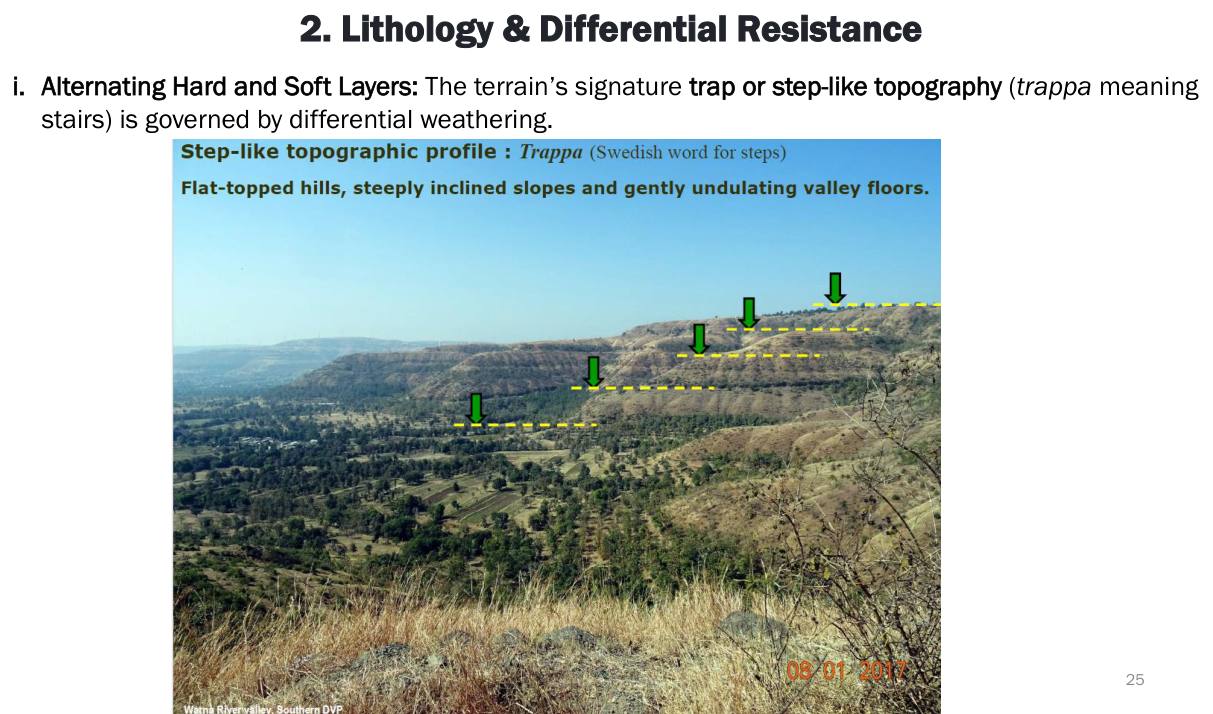 2. Lithology & Differential Resistance
i. Alternating Hard and Soft Layers: The terrain’s signature trap or step-like topography (trappa meaning
stairs) is governed by differential weathering.
Step-like topographic profile : Trappa (Swedish word for steps)
Flat-topped hills, steeply inclined slopes and gently undulating valley floors.
08 01 2017
25
Warna River valley, Southern DVP